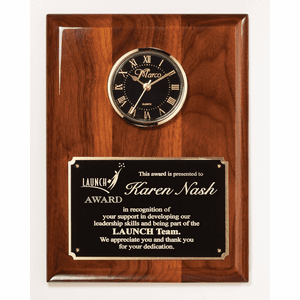 XII
Marco
QUARTZ
LAUNCH
AWARD
This award is presented to
Karen Nash
in recognition of
your support in developing our
leadership skills and being part of the
LAUNCH Team.
We appreciate you and thank you
for your dedication.